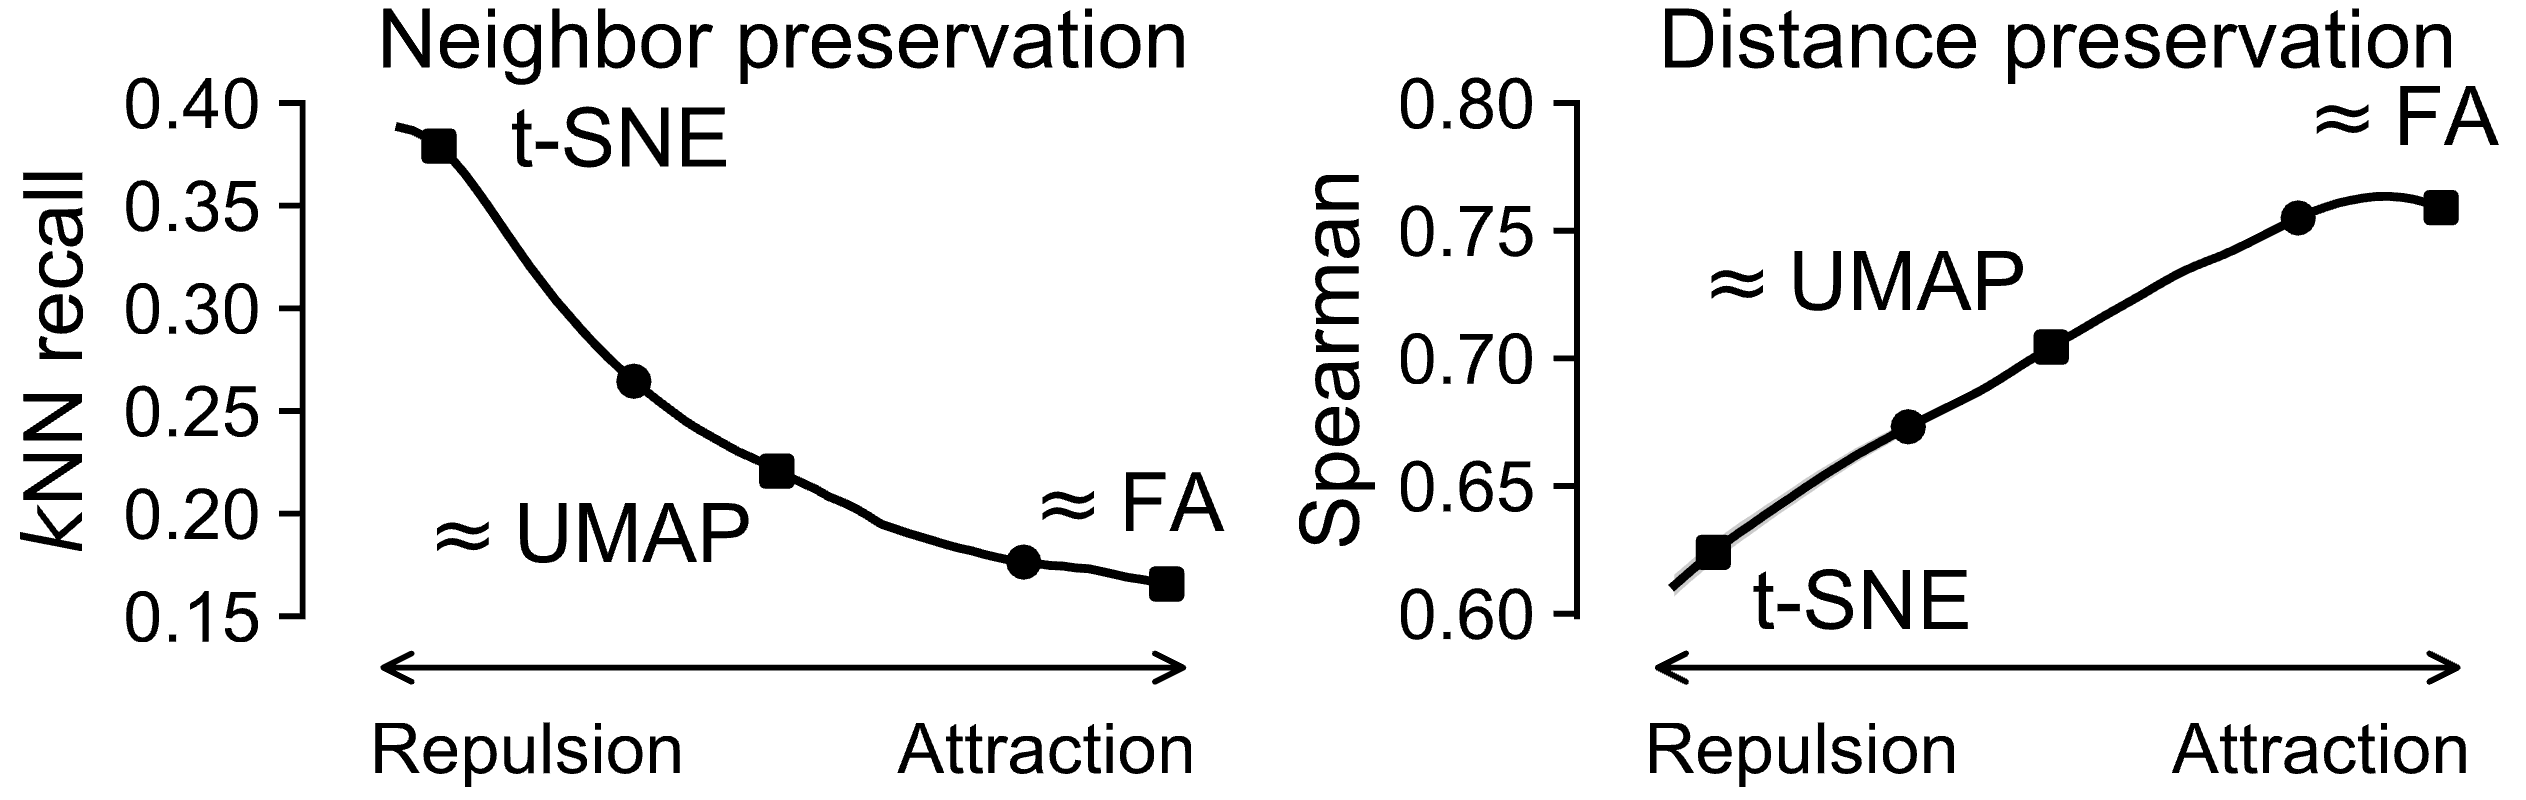 Neighbor preservation
kNN recall
0.40
0.35
0.30
0.25
0.20
0.15
t-SNE
≈ UMAP
≈ FA
Repulsion
Attraction
Distance preservation
Spearman
0.80
0.75
0.70
0.65
0.60
≈ FA
≈ UMAP
t-SNE
Repulsion
Attraction